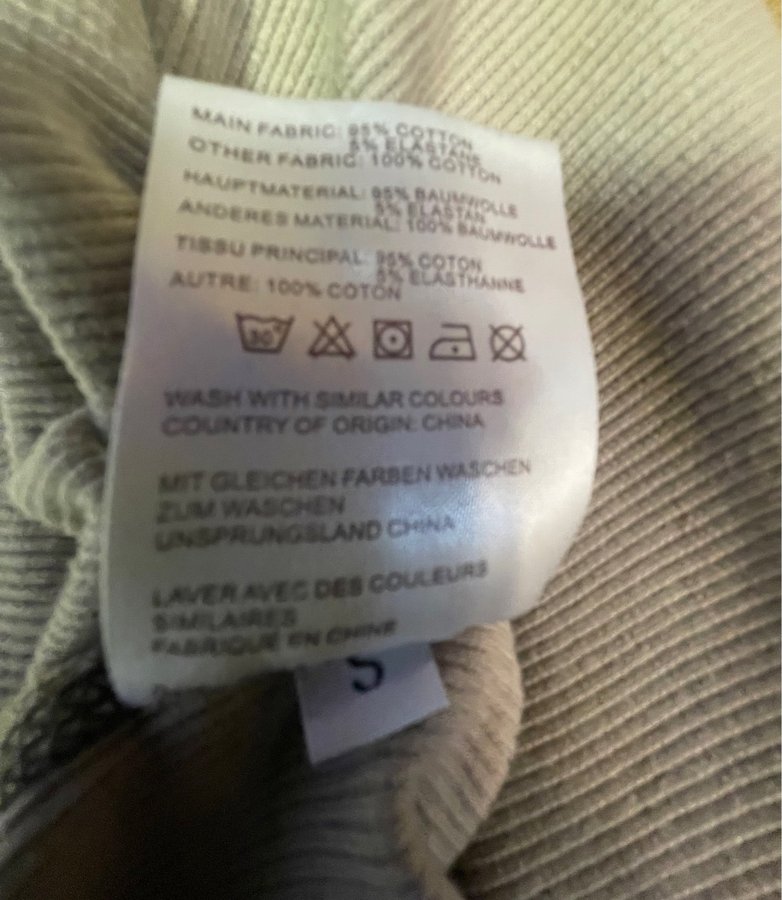 MAIN FABRIC: 95% COTTON
5% ELASTANE
OTHER FABRIC: 100% COTTON
HAUPTMATERIAL: 95% BAUMWOLLE
5% ELASTAN
ANDERES MATERIAL: 100% BAUMWOLLE
TISSU PRINCIPAL: 95% COTON
5% ELASTHANNE
AUTRE: 100% COTON
30°
WASH WITH SIMILAR COLOURS
COUNTRY OF ORIGIN: CHINA
MIT GLEICHEN FARBEN WASCHEN
ZUM WASCHEN
UNSPRUNGSLAND CHINA
LAVER AVEC DES COULEURS
SIMILAIRES
FABRIQUE EN CHINE
S